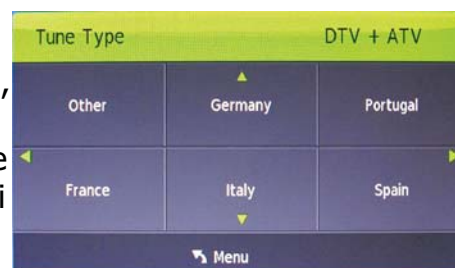 Tune Type DTV + ATV
Other Germany Portugal
France Italy Spain
Menu
,
e
i